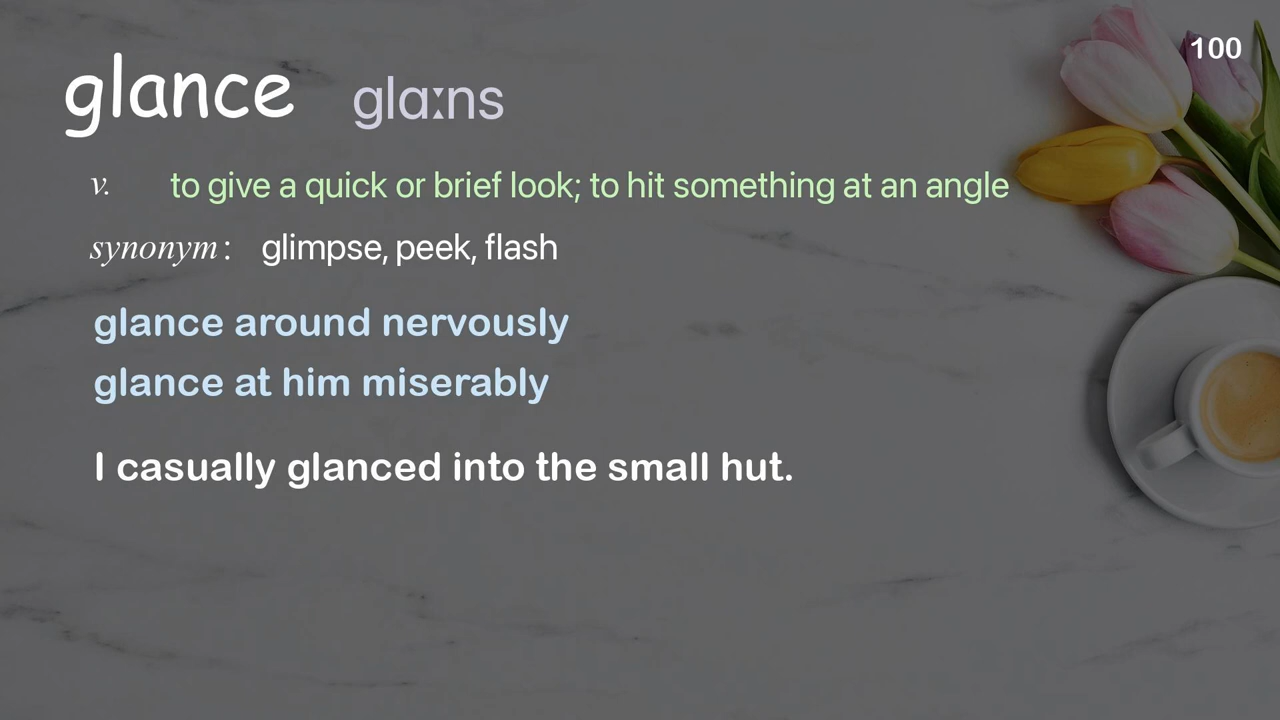 100
glance glɑːns
v. to give a quick or brief look; to hit something at an angle
synonym: glimpse, peek, flash
glance around nervously
glance at him miserably
I casually glanced into the small hut.